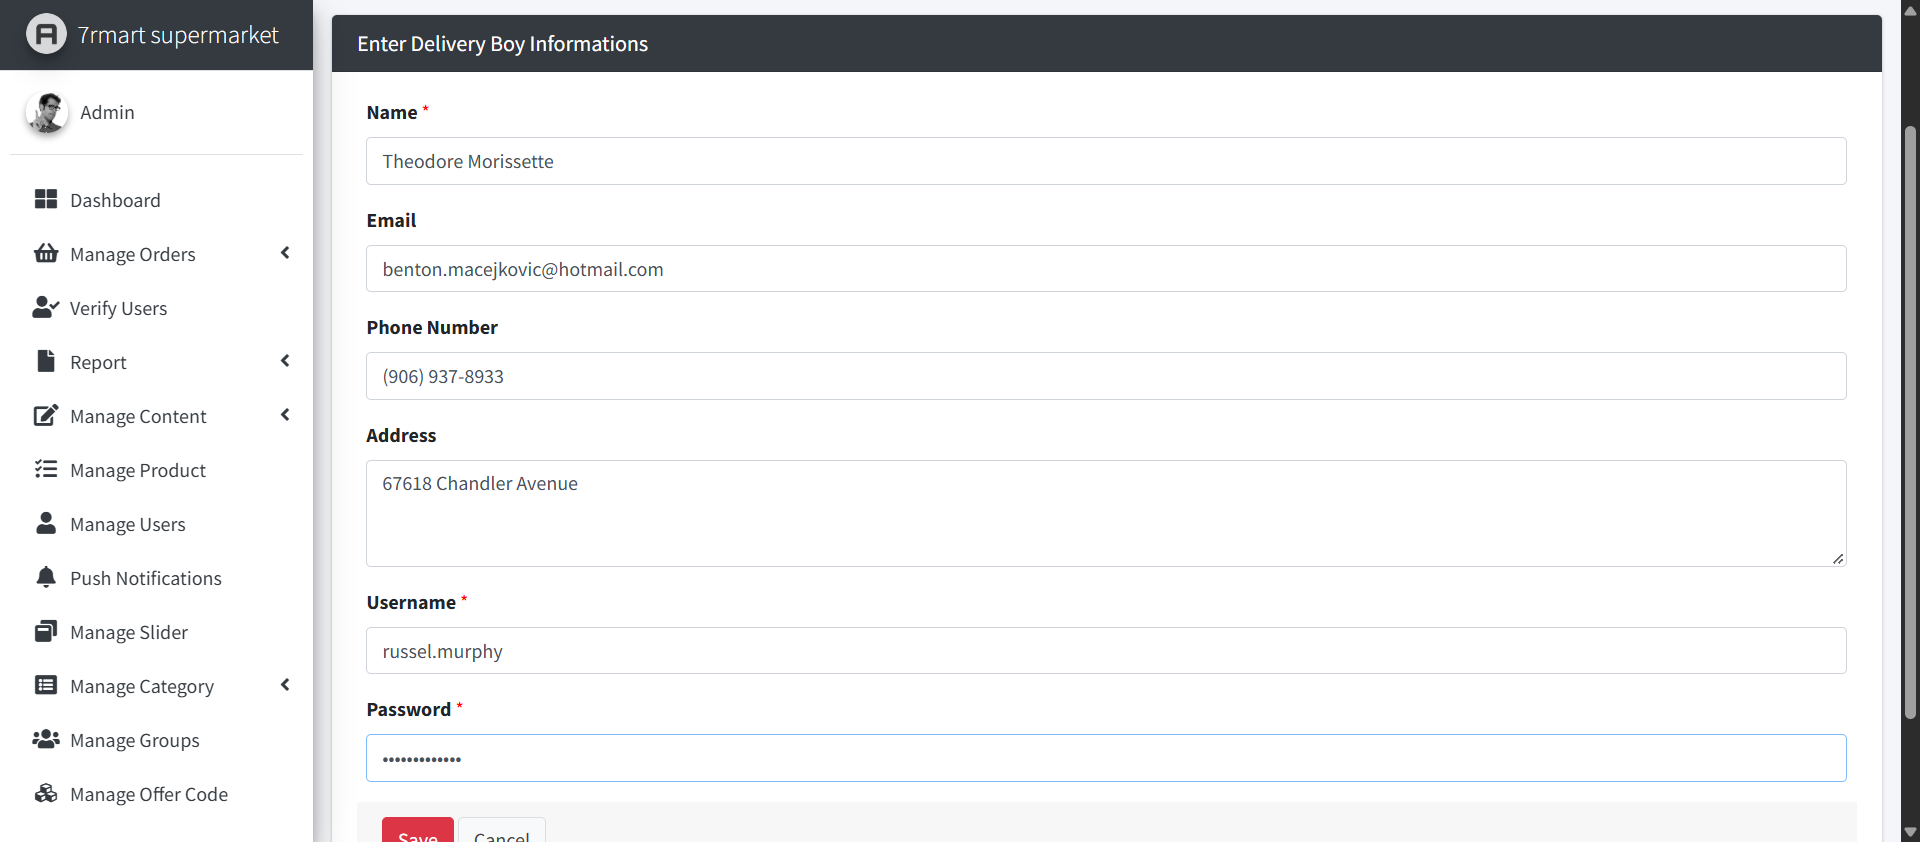 7rmart supermarket
Admin
Dashboard
Manage Orders
Verify Users
Report
Manage Content
Manage Product
Manage Users
Push Notifications
Manage Slider
Manage Category
Manage Groups
Manage Offer Code
Enter Delivery Boy Informations
Name *
Theodore Morissette
Email
benton.macejkovic@hotmail.com
Phone Number
(906) 937-8933
Address
67618 Chandler Avenue
Username *
russel.murphy
Password *
•••••••••••••
Save Cancel